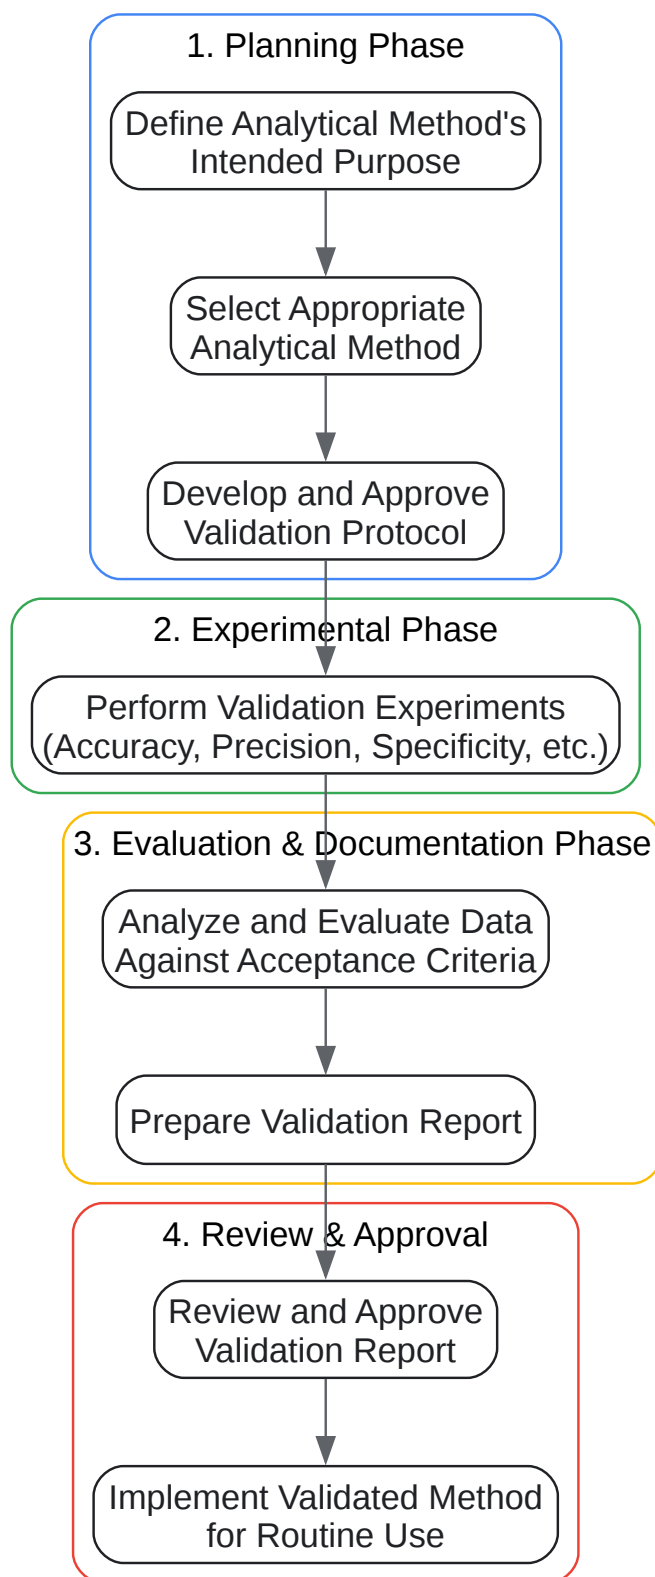 1. Planning Phase
Define Analytical Method's
Intended Purpose
Select Appropriate
Analytical Method
Develop and Approve
Validation Protocol
2. Experimental Phase
Perform Validation Experiments
(Accuracy, Precision, Specificity, etc.)
3. Evaluation & Documentation Phase
Analyze and Evaluate Data
Against Acceptance Criteria
Prepare Validation Report
4. Review & Approval
Review and Approve
Validation Report
Implement Validated Method
for Routine Use